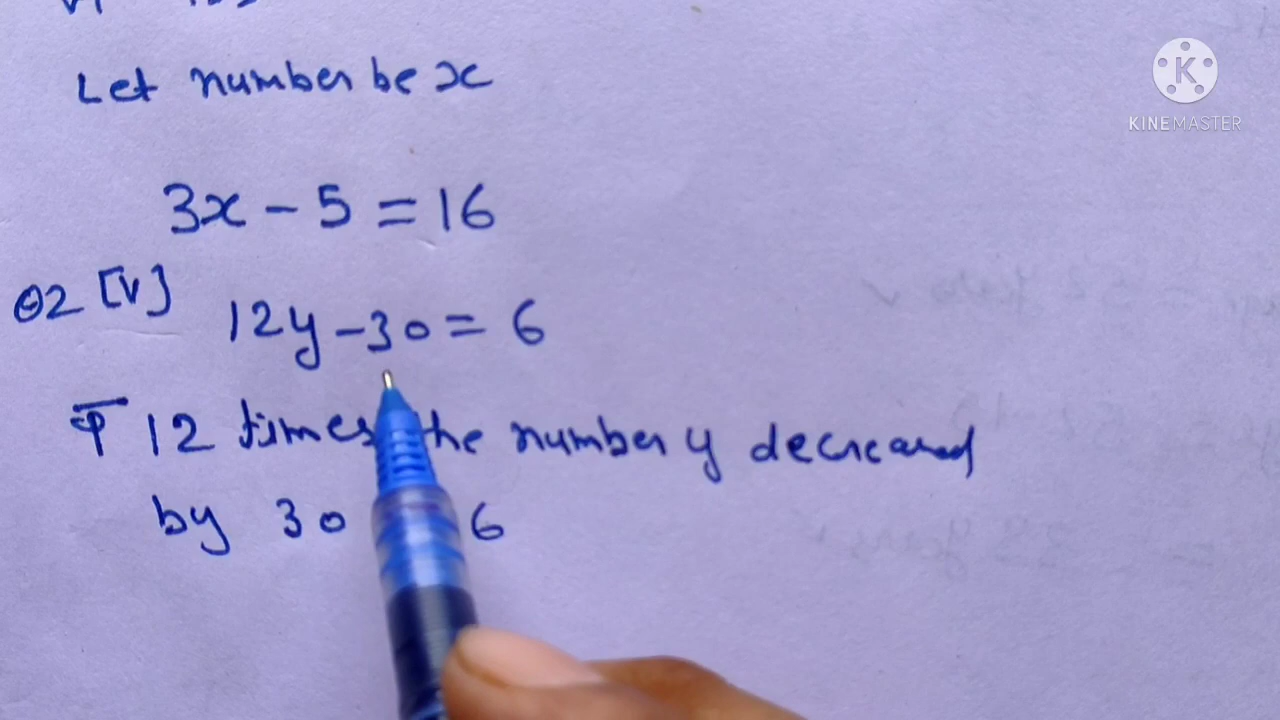 Let number be x
KINEMASTER
3x - 5 = 16
Q2 [V]
12y - 30 = 6
12 times the number y decreased
by 30 6